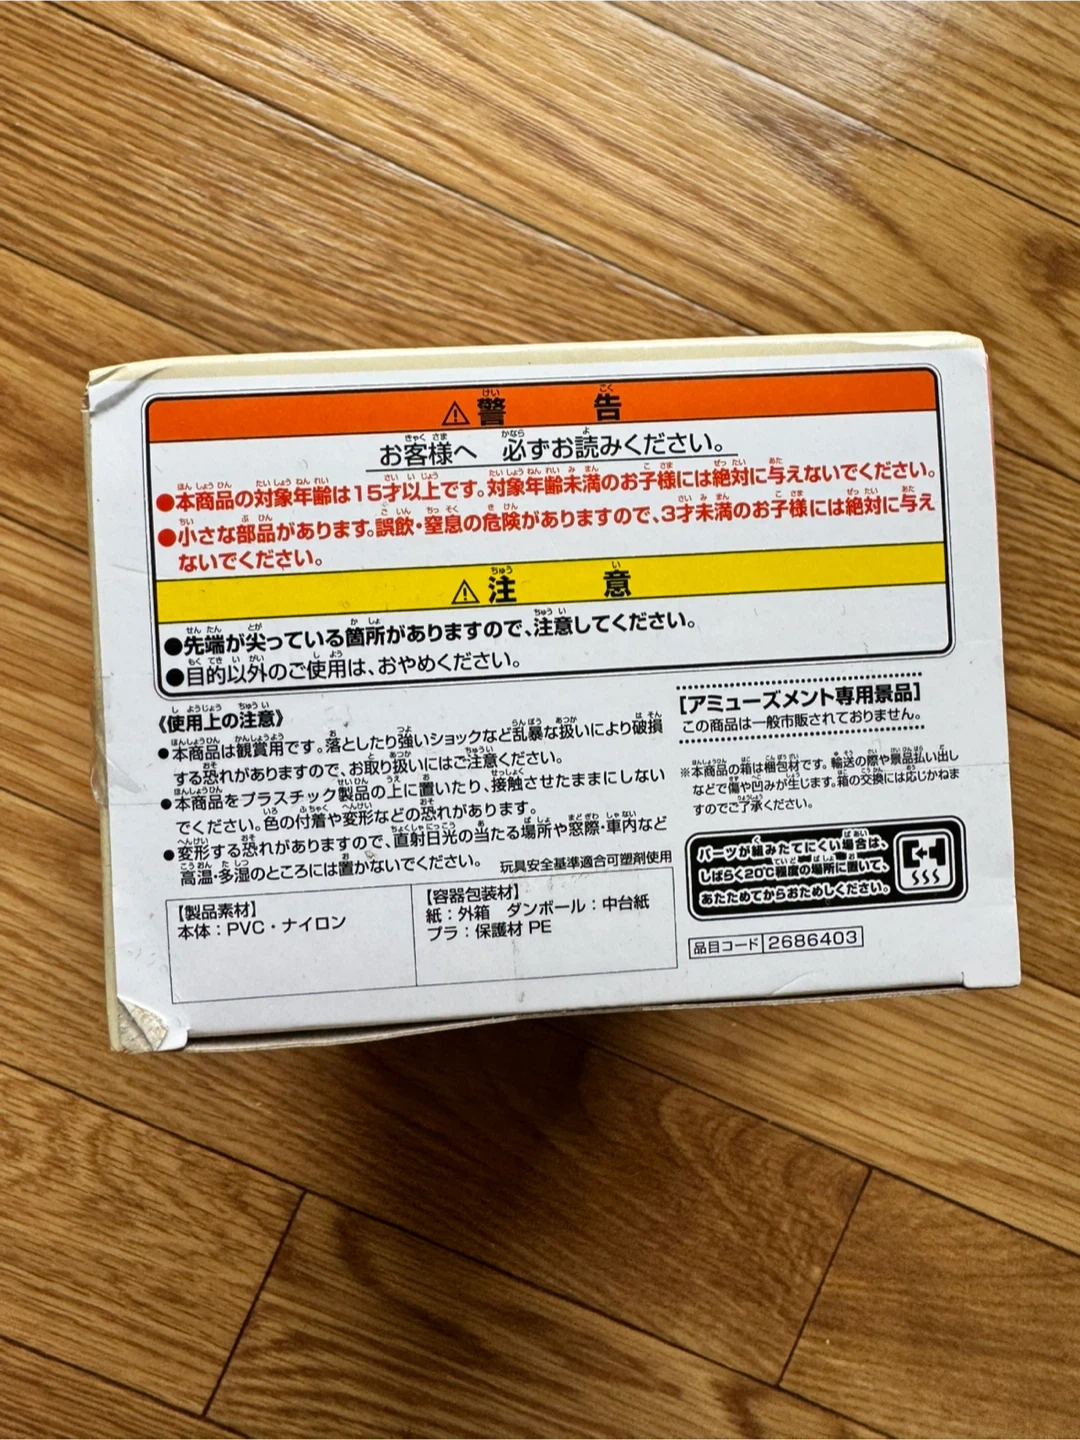 ⚠警告
お客様へ 必ずお読みください。
●本商品の対象年齢は15才以上です。対象年齢未満のお子様には絶対に与えないでください。
●小さな部品があります。誤飲・窒息の危険がありますので、3才未満のお子様には絶対に与え
ないでください。
⚠注意
●先端が尖っている箇所がありますので、注意してください。
●目的以外のご使用は、おやめください。
《使用上の注意》
●本商品は観賞用です。落としたり強いショックなど乱暴な扱いにより破損
する恐れがありますので、お取り扱いにはご注意ください。
●本商品をプラスチック製品の上に置いたり、接触させたままにしない
でください。色の付着や変形などの恐れがあります。
●変形する恐れがありますので、直射日光の当たる場所や窓際・車内など
高温・多湿のところには置かないでください。
玩具安全基準適合可塑剤使用
【製品素材】
本体：PVC・ナイロン
【容器包装材】
紙：外箱 ダンボール：中台紙
プラ：保護材 PE
[アミューズメント専用景品]
この商品は一般市販されておりません。
※本商品の箱は梱包材です。輸送の際や景品払い出し
などで傷や凹みが生じます。箱の交換には応じかねま
すのでご了承ください。
パーツが組みたてにくい場合は、
しばらく20℃程度の場所に置いて、
あたためてからおためしください。
品目コード 2686403